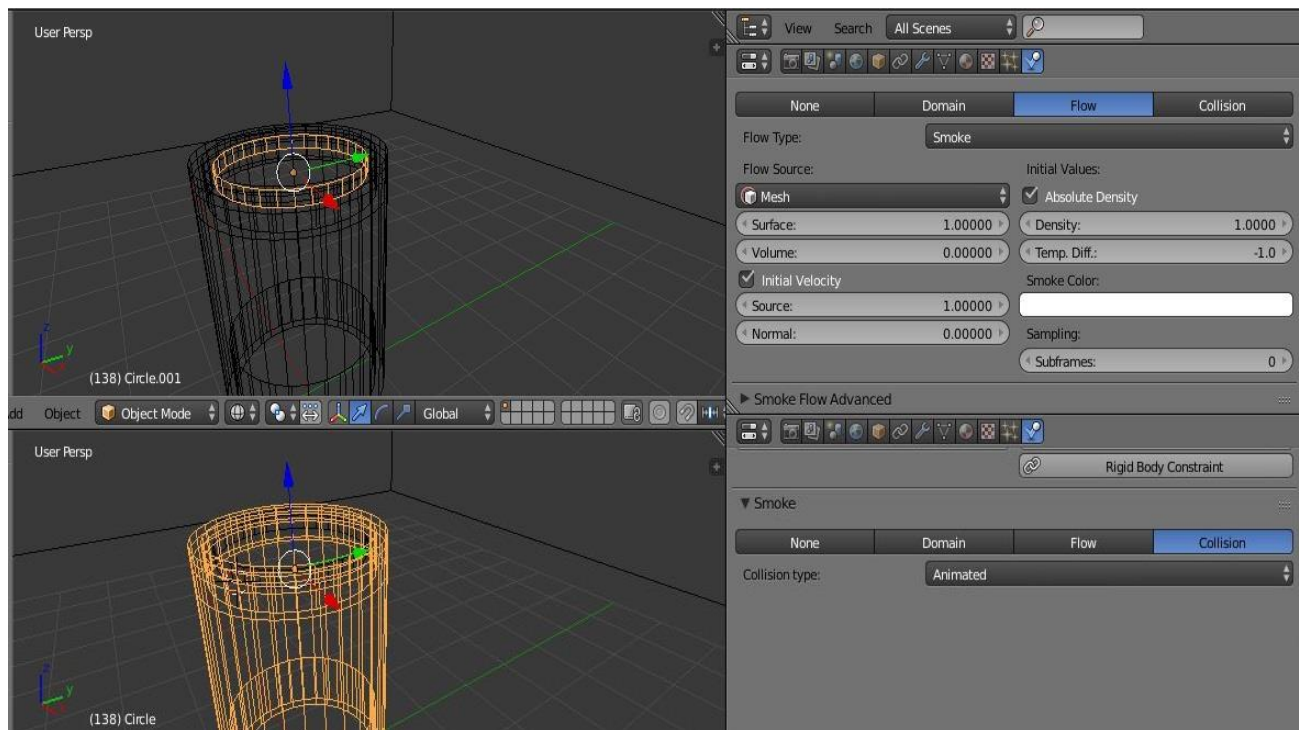 User Persp
(138) Circle.001
dd Object Object Mode Global
User Persp
(138) Circle
View Search All Scenes
None Domain Flow Collision
Flow Type: Smoke
Flow Source: Initial Values:
Mesh Absolute Density
Surface: 1.00000 Density: 1.0000
Volume: 0.00000 Temp. Diff.: -1.0
Initial Velocity Smoke Color:
Source: 1.00000
Normal: 0.00000 Sampling:
Subframes: 0
Smoke Flow Advanced
Rigid Body Constraint
Smoke
None Domain Flow Collision
Collision type: Animated